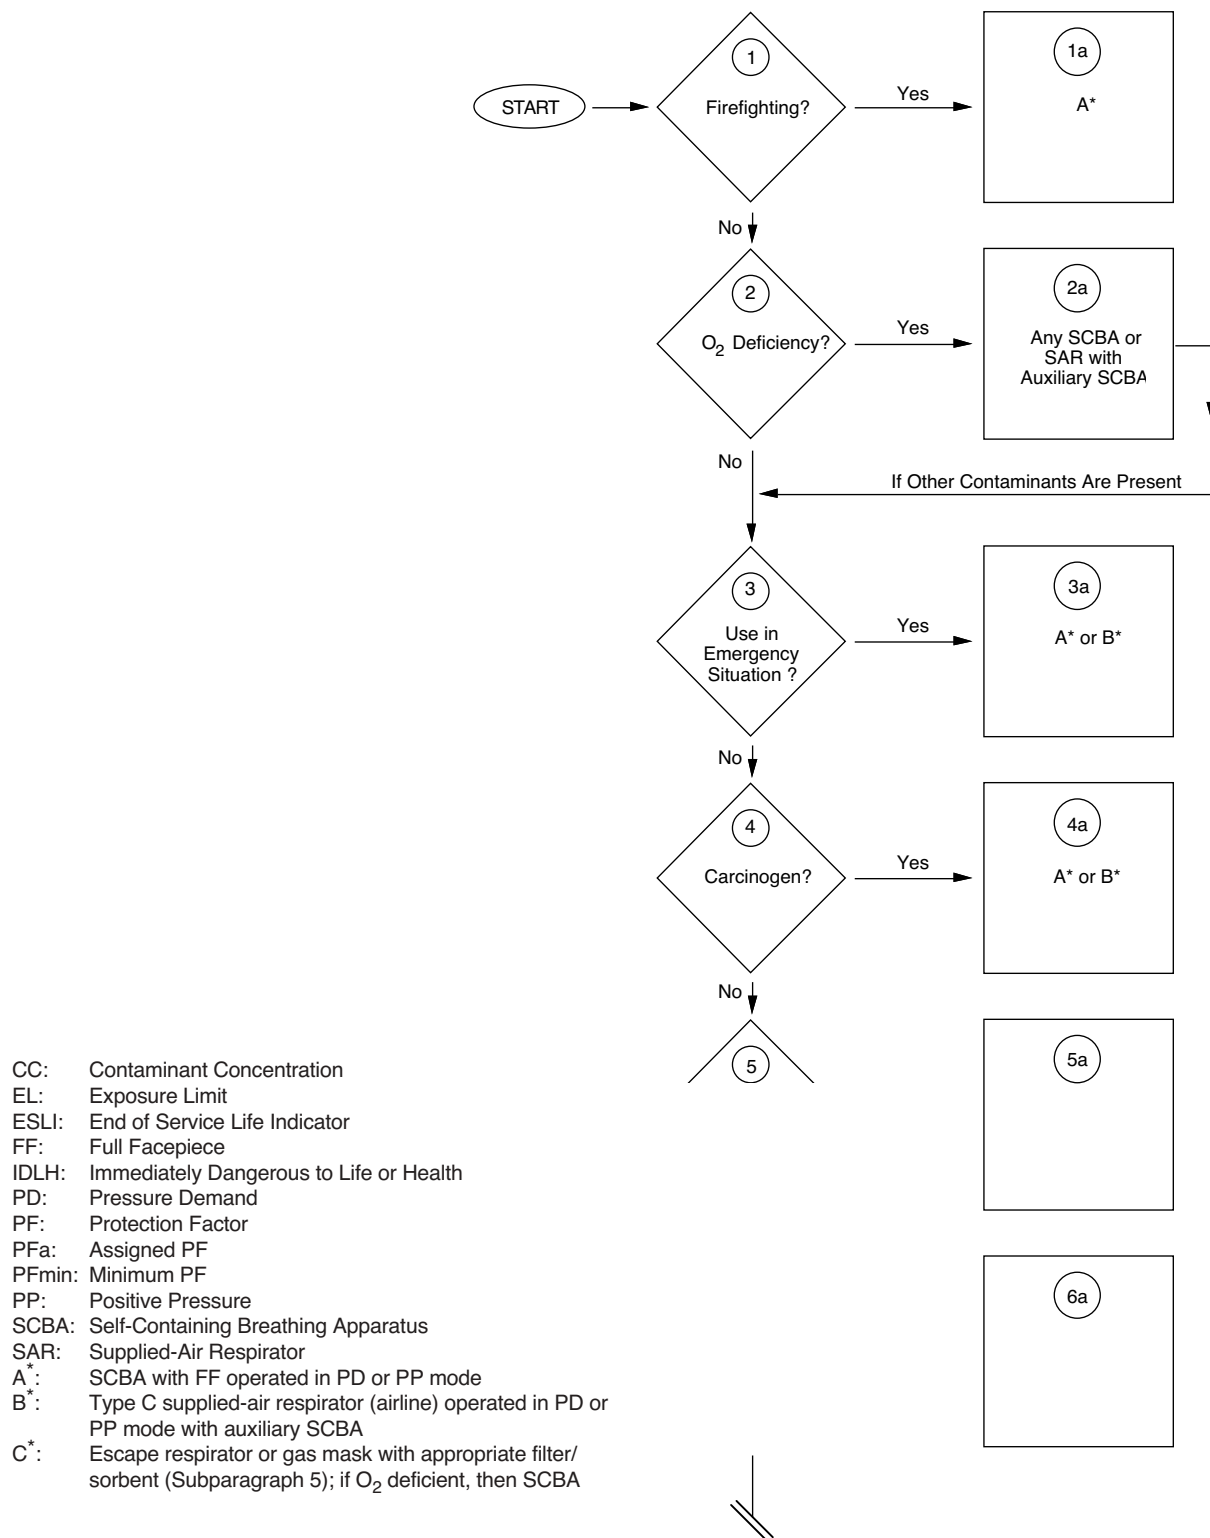 START
1
Firefighting?
Yes
1a
A*
No
2
O2 Deficiency?
Yes
2a
Any SCBA or
SAR with
Auxiliary SCBA
No
If Other Contaminants Are Present
3
Use in
Emergency
Situation ?
Yes
3a
A* or B*
No
4
Carcinogen?
Yes
4a
A* or B*
No
5
5a
6a
CC: Contaminant Concentration
EL: Exposure Limit
ESLI: End of Service Life Indicator
FF: Full Facepiece
IDLH: Immediately Dangerous to Life or Health
PD: Pressure Demand
PF: Protection Factor
PFa: Assigned PF
PFmin: Minimum PF
PP: Positive Pressure
SCBA: Self-Containing Breathing Apparatus
SAR: Supplied-Air Respirator
A*: SCBA with FF operated in PD or PP mode
B*: Type C supplied-air respirator (airline) operated in PD or
PP mode with auxiliary SCBA
C*: Escape respirator or gas mask with appropriate filter/
sorbent (Subparagraph 5); if O2 deficient, then SCBA